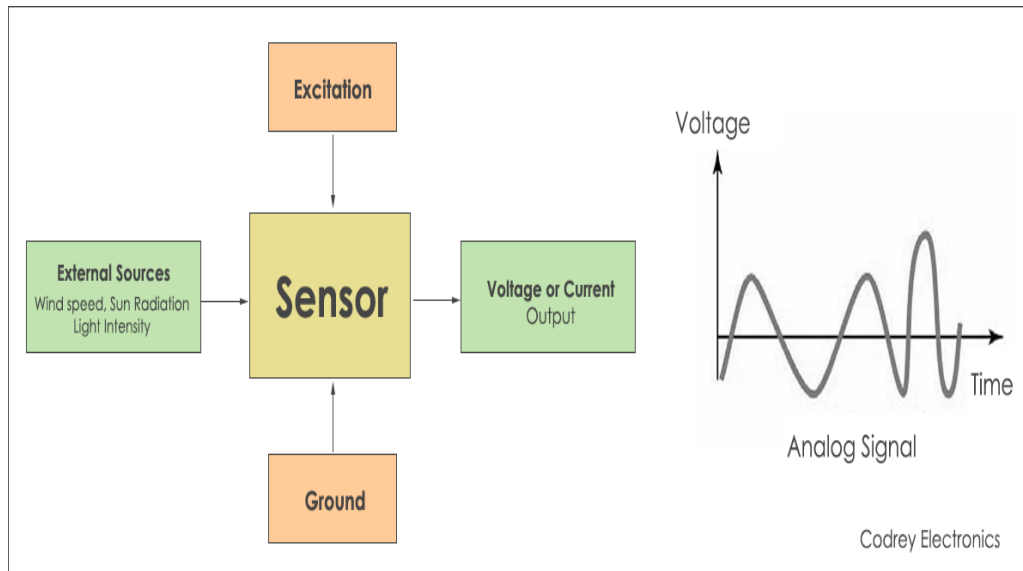 Excitation
External Sources
Wind speed, Sun Radiation
Light Intensity
Sensor
Voltage or Current
Output
Ground
Voltage
Time
Analog Signal
Codrey Electronics